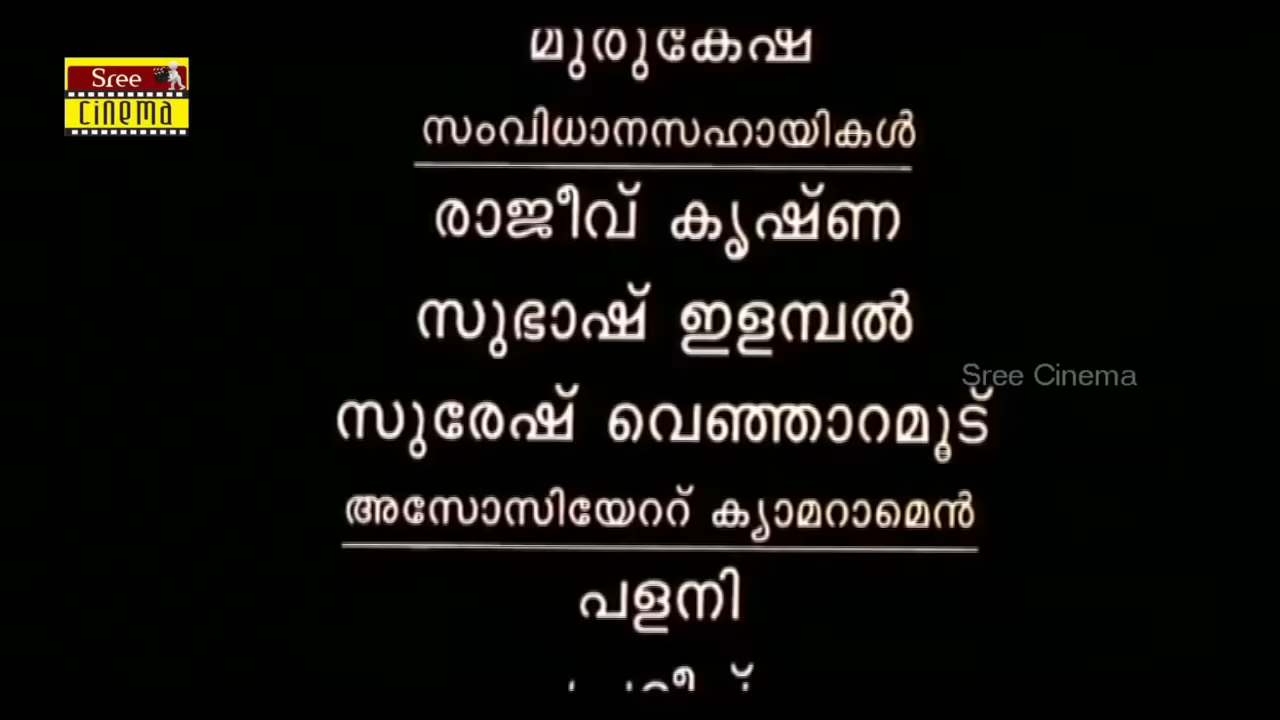 Sree
cinema
മുരുകേഷ
സംവിധാനസഹായികൾ
രാജീവ് കൃഷ്ണ
സുഭാഷ് ഇളമ്പൽ
Sree Cinema
സുരേഷ് വെഞ്ഞാറമൂട്
അസോസിയേററ് ക്യാമറാമെൻ
പളനി